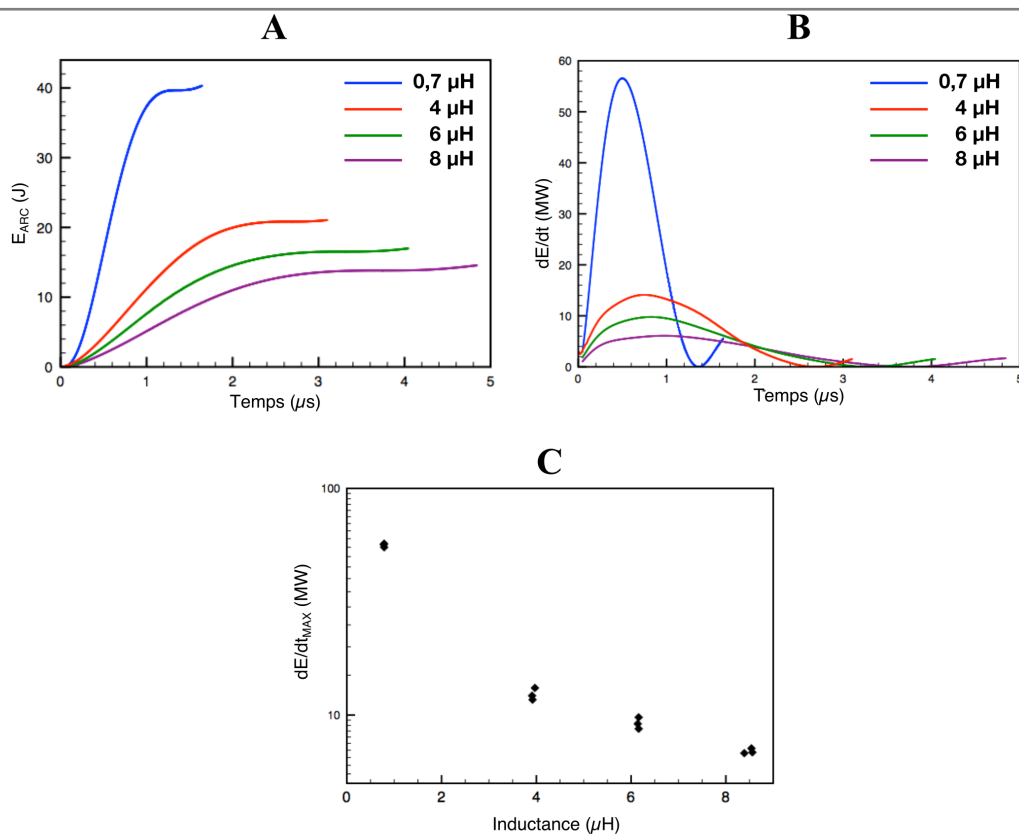 A
B
0,7 µH
4 µH
6 µH
8 µH
E_ARC (J)
40
30
20
10
0
0 1 2 3 4 5
Temps (µs)
0,7 µH
4 µH
6 µH
8 µH
dE/dt (MW)
60
50
40
30
20
10
0
0 1 2 3 4 5
Temps (µs)
C
dE/dt_MAX (MW)
100
10
0 2 4 6 8
Inductance (µH)